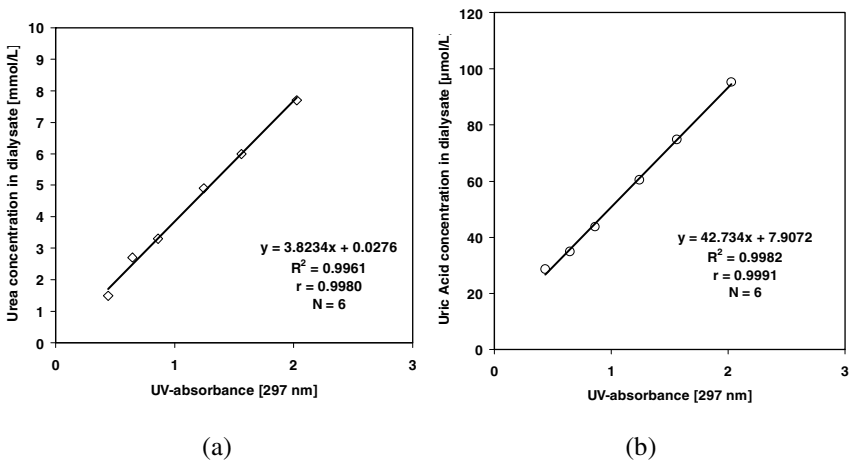 Urea concentration in dialysate [mmol/L]
10
9
8
7
6
5
4
3
2
1
0
y = 3.8234x + 0.0276
R² = 0.9961
r = 0.9980
N = 6
0 1 2 3
UV-absorbance [297 nm]
(a)
Uric Acid concentration in dialysate [µmol/L]
120
100
80
60
40
20
0
y = 42.734x + 7.9072
R² = 0.9982
r = 0.9991
N = 6
0 1 2 3
UV-absorbance [297 nm]
(b)